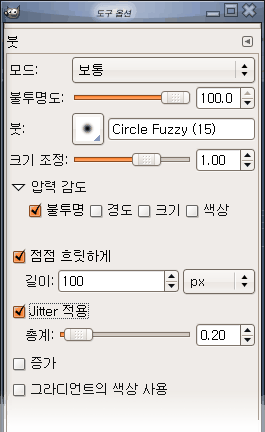 도구 옵션
붓
모드: 보통
불투명도: 100.0
붓: Circle Fuzzy (15)
크기 조정: 1.00
압력 감도
불투명 경도 크기 색상
점점 흐릿하게
길이: 100 px
Jitter 적용
총계: 0.20
증가
그라디언트의 색상 사용